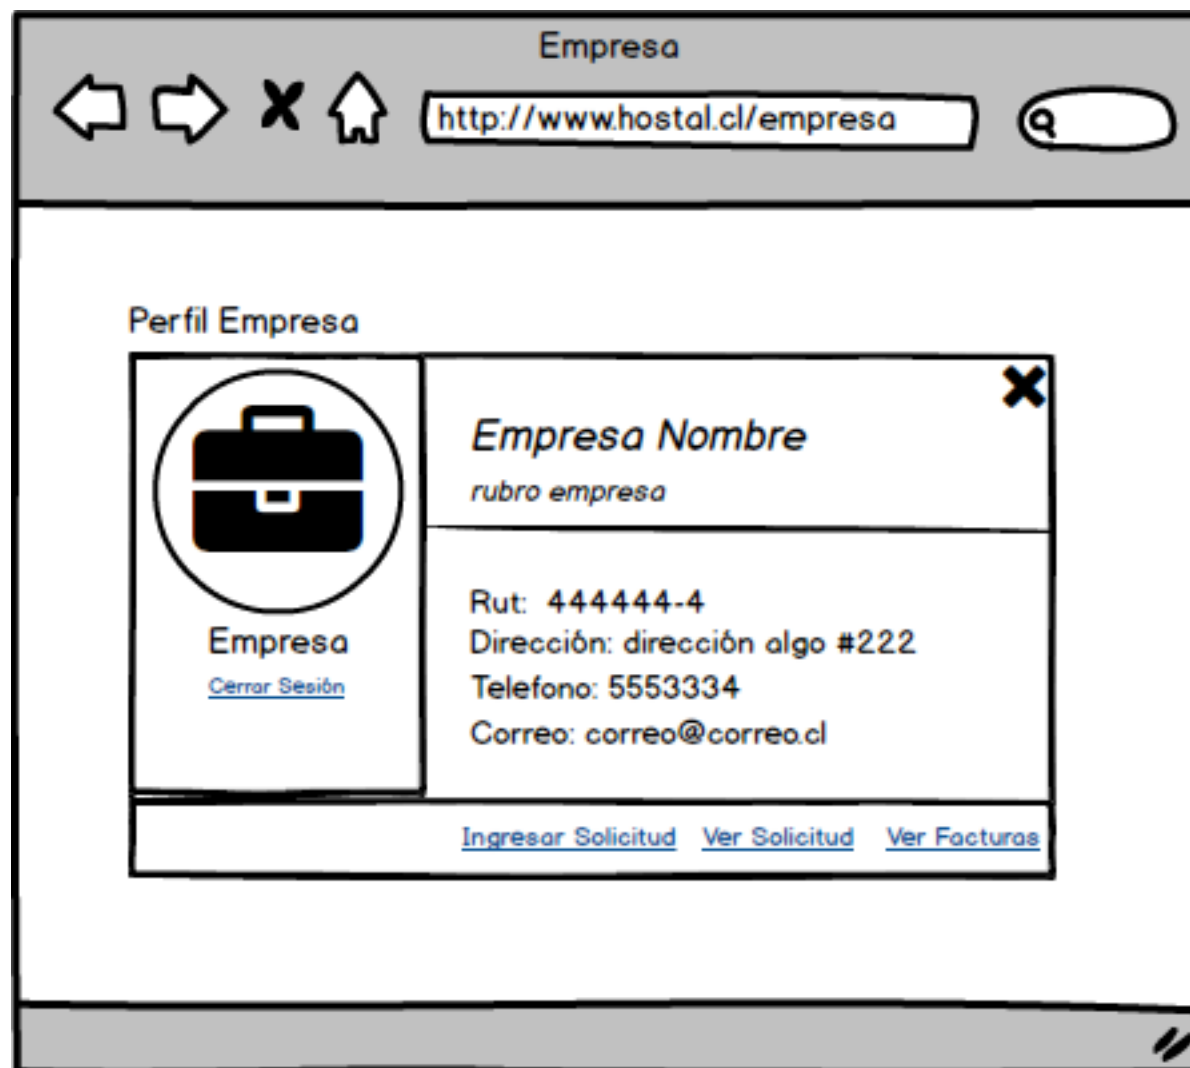 Empresa
http://www.hostal.cl/empresa
Perfil Empresa
Empresa
Cerrar Sesión
Empresa Nombre
rubro empresa
Rut: 444444-4
Dirección: dirección algo #222
Telefono: 5553334
Correo: correo@correo.cl
Ingresar Solicitud Ver Solicitud Ver Facturas